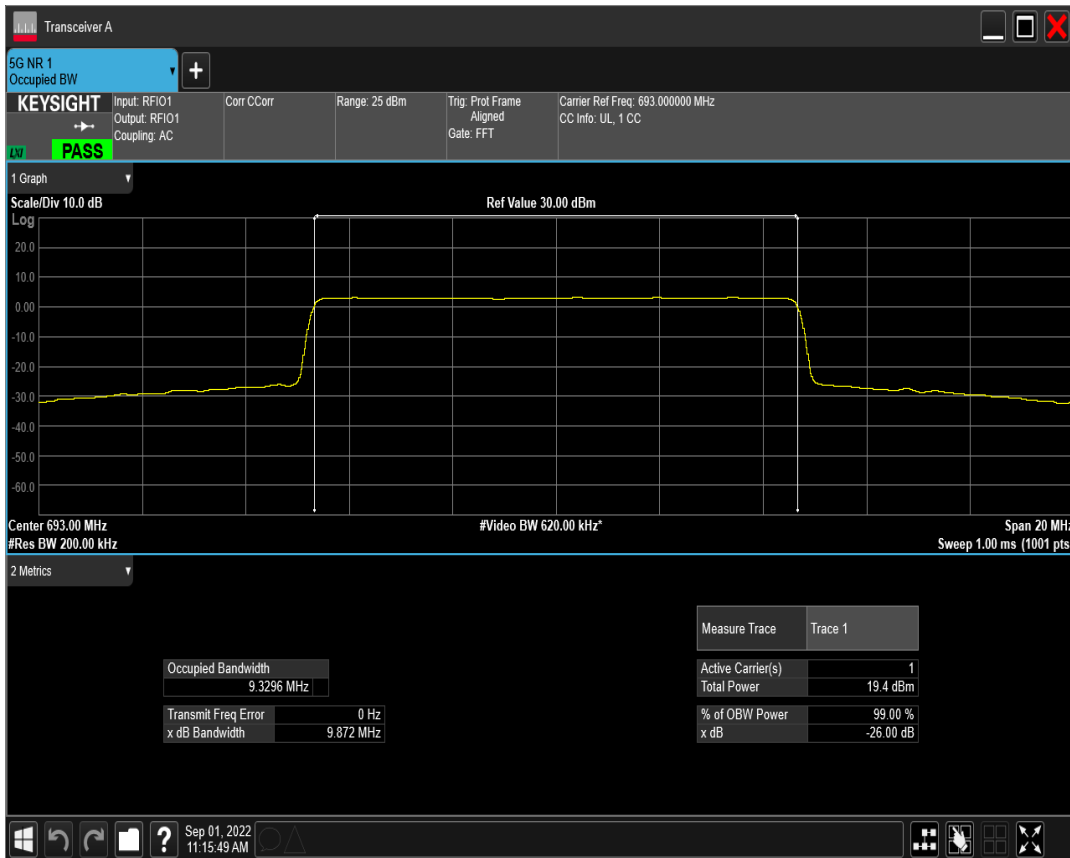 Transceiver A
5G NR 1
Occupied BW
KEYSIGHT
LXI
PASS
Input: RFIO1
Output: RFIO1
Coupling: AC
Corr CCorr
Range: 25 dBm
Trig: Prot Frame
Aligned
Gate: FFT
Carrier Ref Freq: 693.000000 MHz
CC Info: UL, 1 CC
1 Graph
Scale/Div 10.0 dB
Ref Value 30.00 dBm
Log
20.0
10.0
0.00
-10.0
-20.0
-30.0
-40.0
-50.0
-60.0
Center 693.00 MHz
#Video BW 620.00 kHz*
Span 20 MHz
#Res BW 200.00 kHz
Sweep 1.00 ms (1001 pts
2 Metrics
Measure Trace Trace 1
Occupied Bandwidth
9.3296 MHz
Active Carrier(s) 1
Total Power 19.4 dBm
Transmit Freq Error 0 Hz
x dB Bandwidth 9.872 MHz
% of OBW Power 99.00 %
x dB -26.00 dB
?
Sep 01, 2022
11:15:49 AM